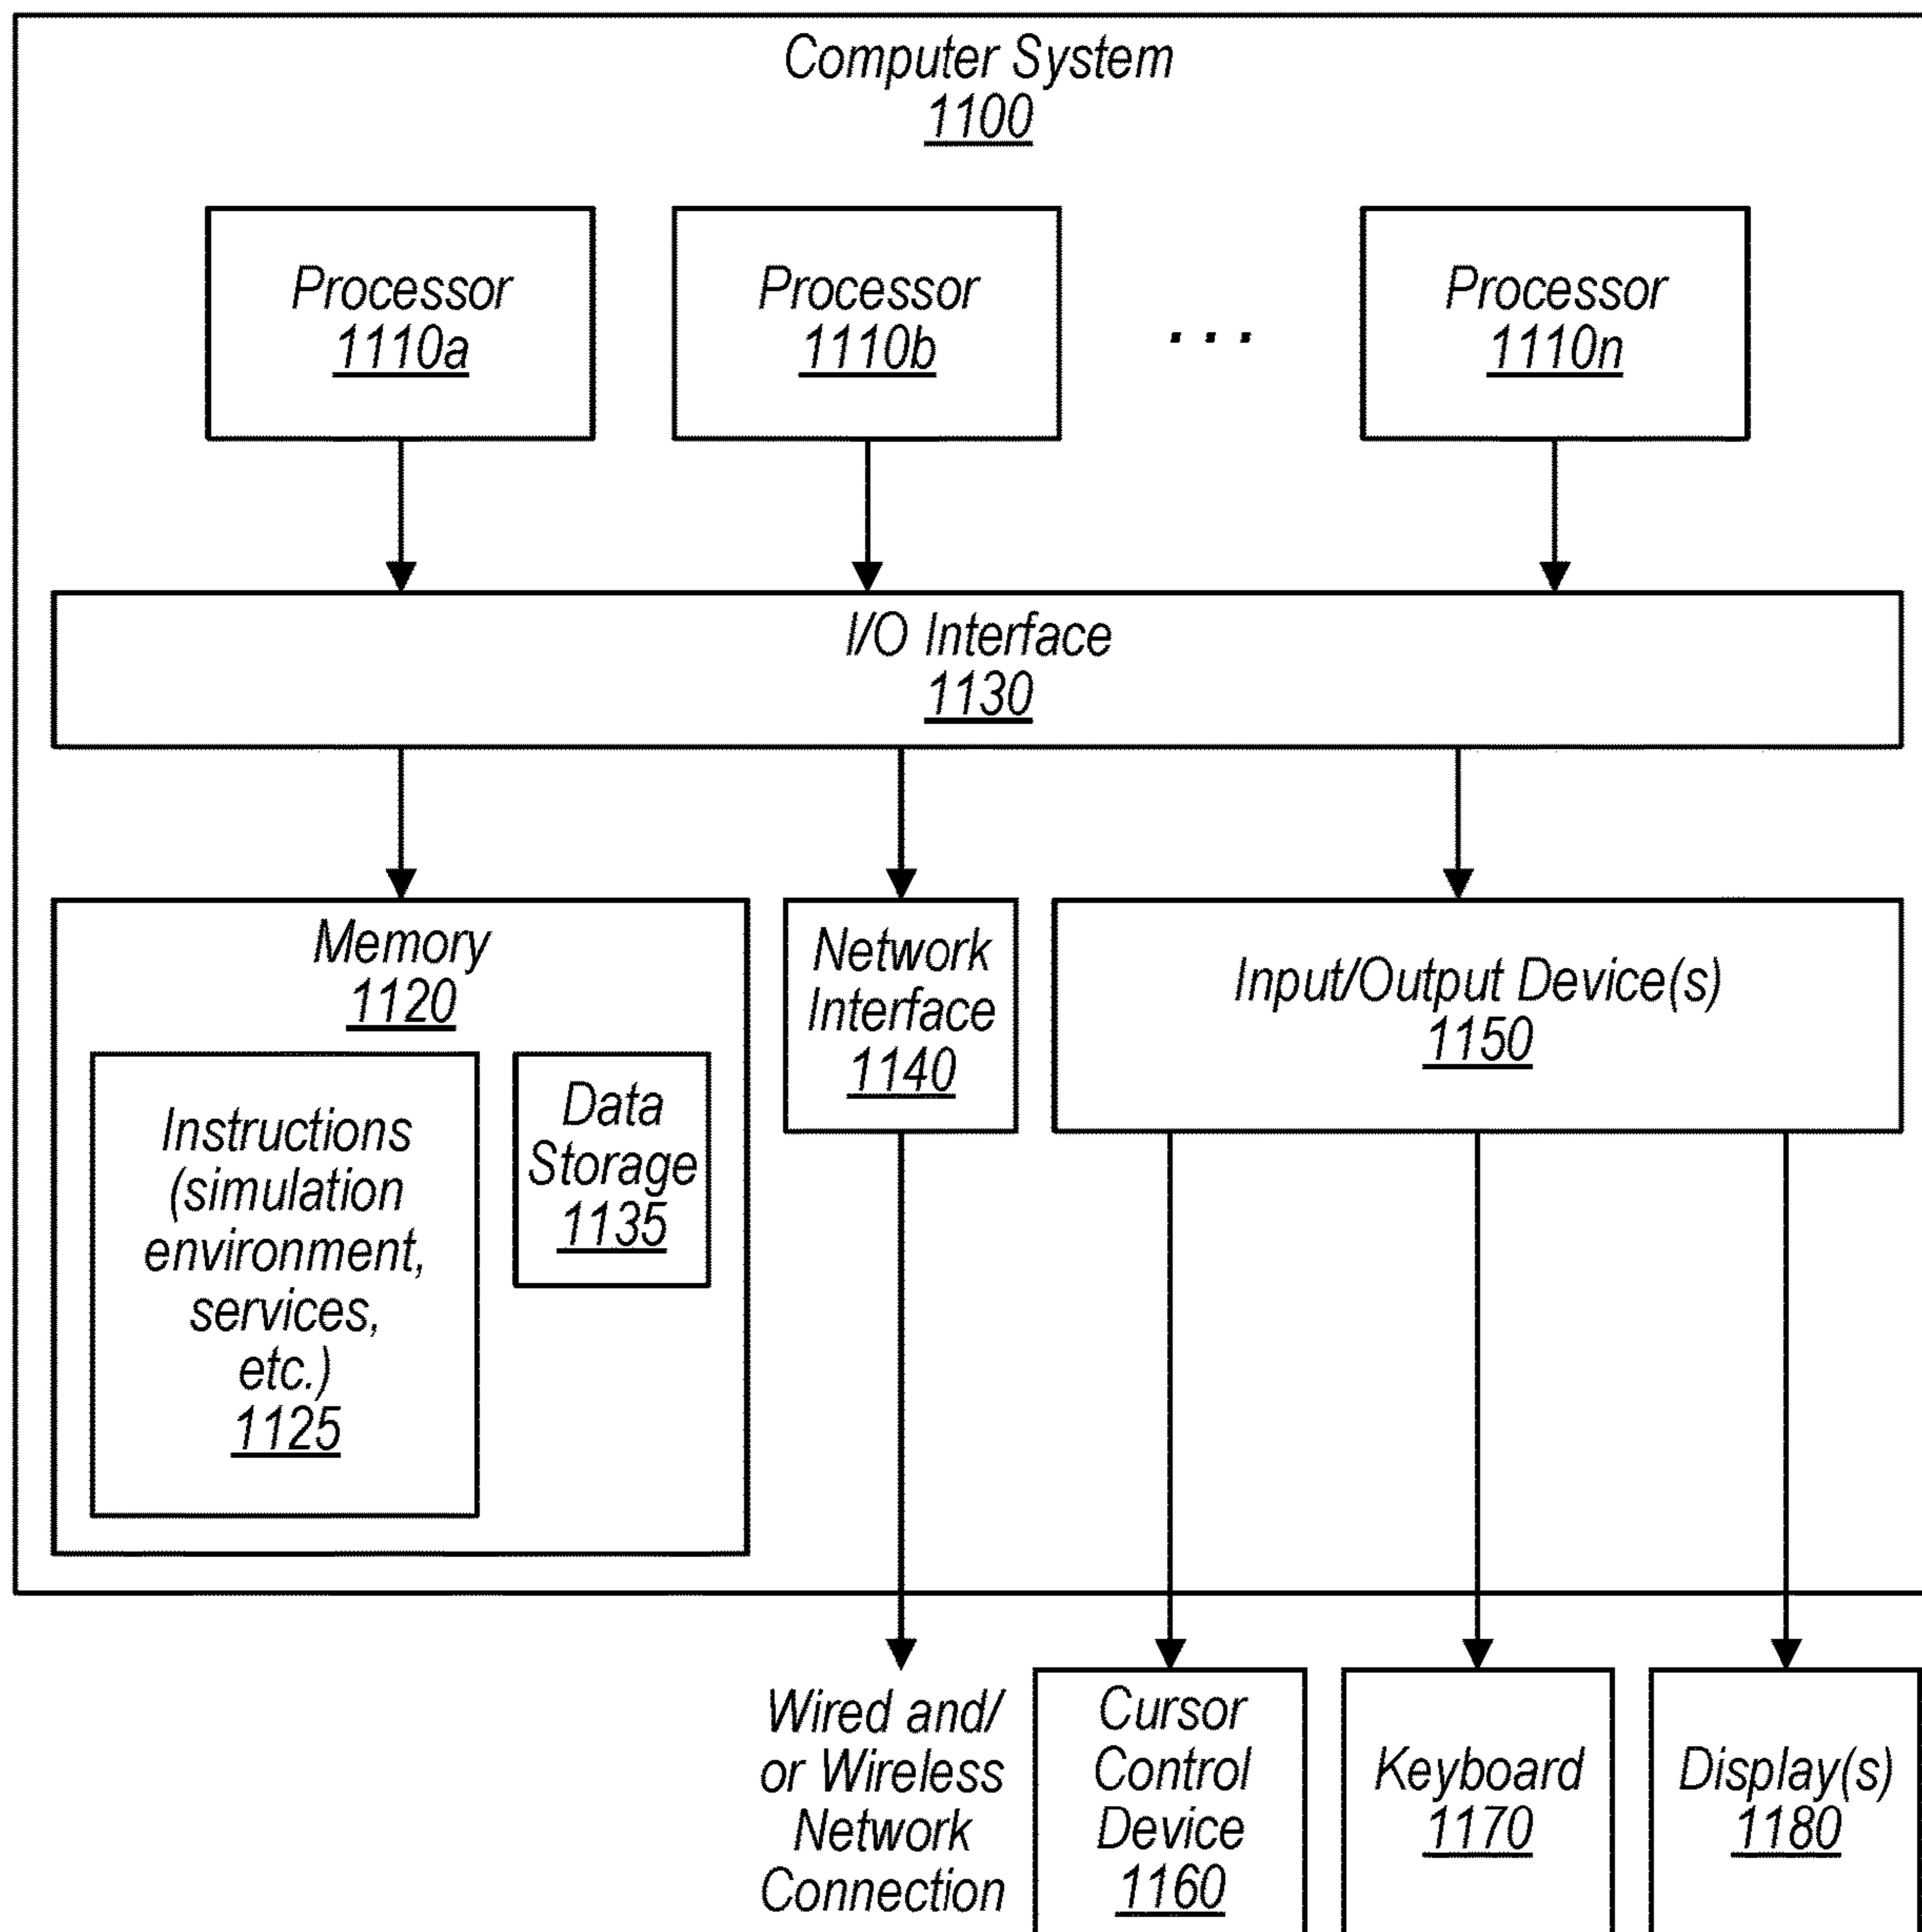 Computer System
1100
Processor
1110a
Processor
1110b
. . .
Processor
1110n
I/O Interface
1130
Memory
1120
Instructions
(simulation
environment,
services,
etc.)
1125
Data
Storage
1135
Network
Interface
1140
Input/Output Device(s)
1150
Wired and/
or Wireless
Network
Connection
Cursor
Control
Device
1160
Keyboard
1170
Display(s)
1180